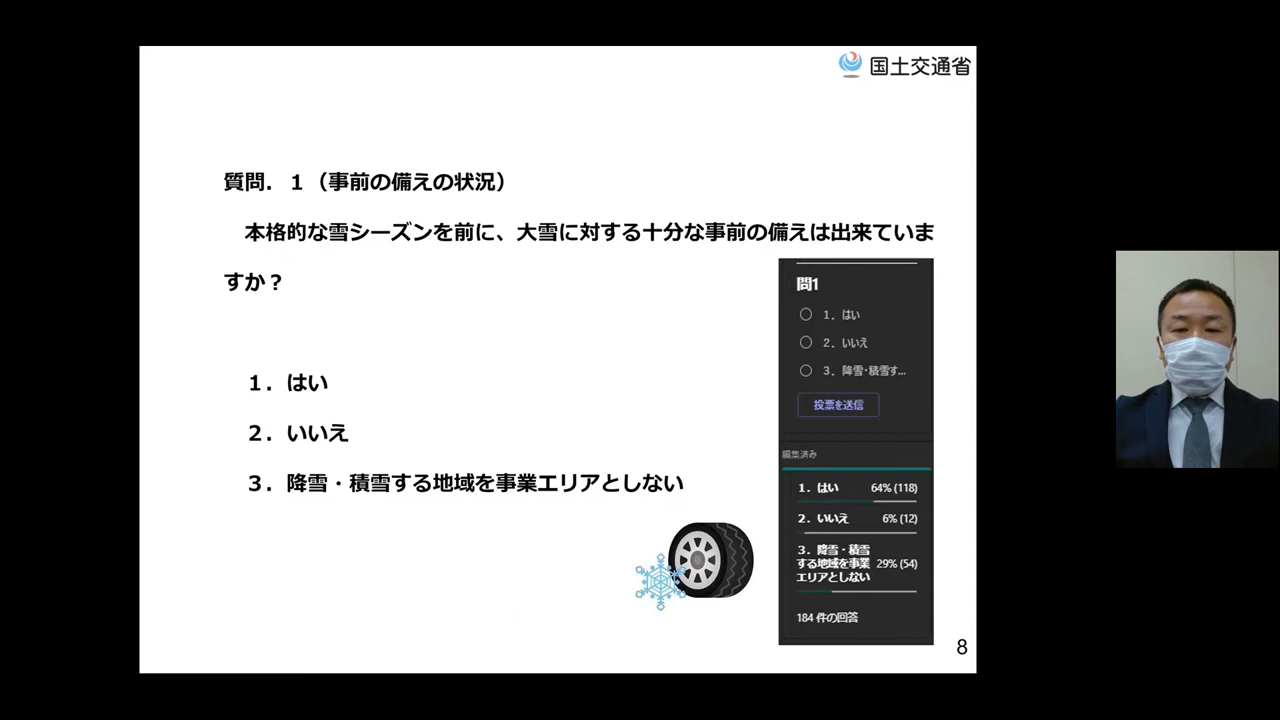 国土交通省
質問．１（事前の備えの状況）
本格的な雪シーズンを前に、大雪に対する十分な事前の備えは出来ていま
すか？
１．はい
２．いいえ
３．降雪・積雪する地域を事業エリアとしない
問1
１．はい
２．いいえ
３．降雪・積雪す...
投票を送信
編集済み
１．はい 64% (118)
２．いいえ 6% (12)
３．降雪・積雪
する地域を事業 29% (54)
エリアとしない
184 件の回答
8